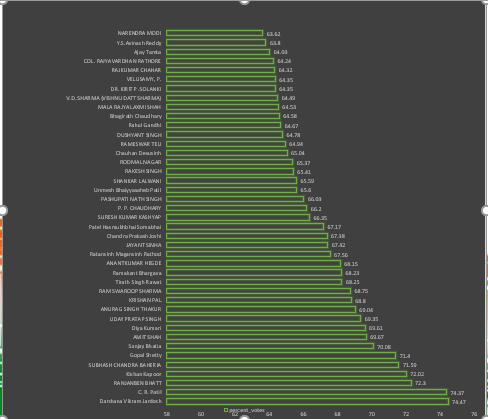 NARENDRA MODI 63.62
Y.S. Avinash Reddy 63.8
Ajay Tamta 64.03
COL. RAJYAVARDHAN RATHORE 64.24
RAJKUMAR CHAHAR 64.32
VELUSAMY, P. 64.35
DR. KIRIT P. SOLANKI 64.35
V.D. SHARMA (VISHNU DATT SHARMA) 64.49
MALA RAJYALAXMI SHAH 64.53
Bhagirath Chaudhary 64.58
Rahul Gandhi 64.67
DUSHYANT SINGH 64.78
RAMESWAR TELI 64.94
Chauhan Devusinh 65.04
RODMAL NAGAR 65.37
RAKESH SINGH 65.41
SHANKAR LALWANI 65.59
Unmesh Bhaiyyasaheb Patil 65.6
PASHUPATI NATH SINGH 66.03
P. P. CHAUDHARY 66.2
SURESH KUMAR KASHYAP 66.35
Patel Hasmukhbhai Somabhai 67.17
Chandra Prakash Joshi 67.38
JAYANT SINHA 67.42
Ratansinh Magansinh Rathod 67.56
ANANTKUMAR HEGDE 68.15
Ramakant Bhargava 68.23
Tirath Singh Rawat 68.25
RAM SWAROOP SHARMA 68.75
KRISHAN PAL 68.8
ANURAG SINGH THAKUR 69.04
UDAY PRATAP SINGH 69.35
Diya Kumari 69.61
AMIT SHAH 69.67
Sanjay Bhatia 70.08
Gopal Shetty 71.4
SUBHASH CHANDRA BAHERIA 71.59
Kishan Kapoor 72.02
RANJANBEN BHATT 72.3
C. R. Patil 74.37
Darshana Vikram Jardosh 74.47
58 60 62 64 66 68 70 72 74 76
percent_votes